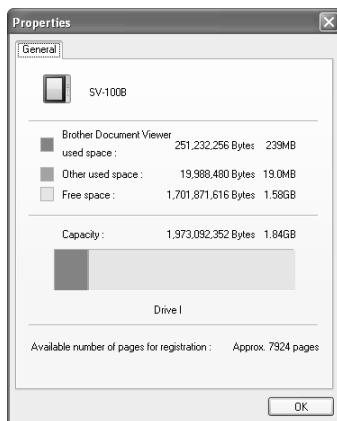 Properties
General
SV-100B
Brother Document Viewer
used space : 251,232,256 Bytes 239MB
Other used space : 19,988,480 Bytes 19.0MB
Free space : 1,701,871,616 Bytes 1.58GB
Capacity : 1,973,092,352 Bytes 1.84GB
Drive I
Available number of pages for registration : Approx. 7924 pages
OK